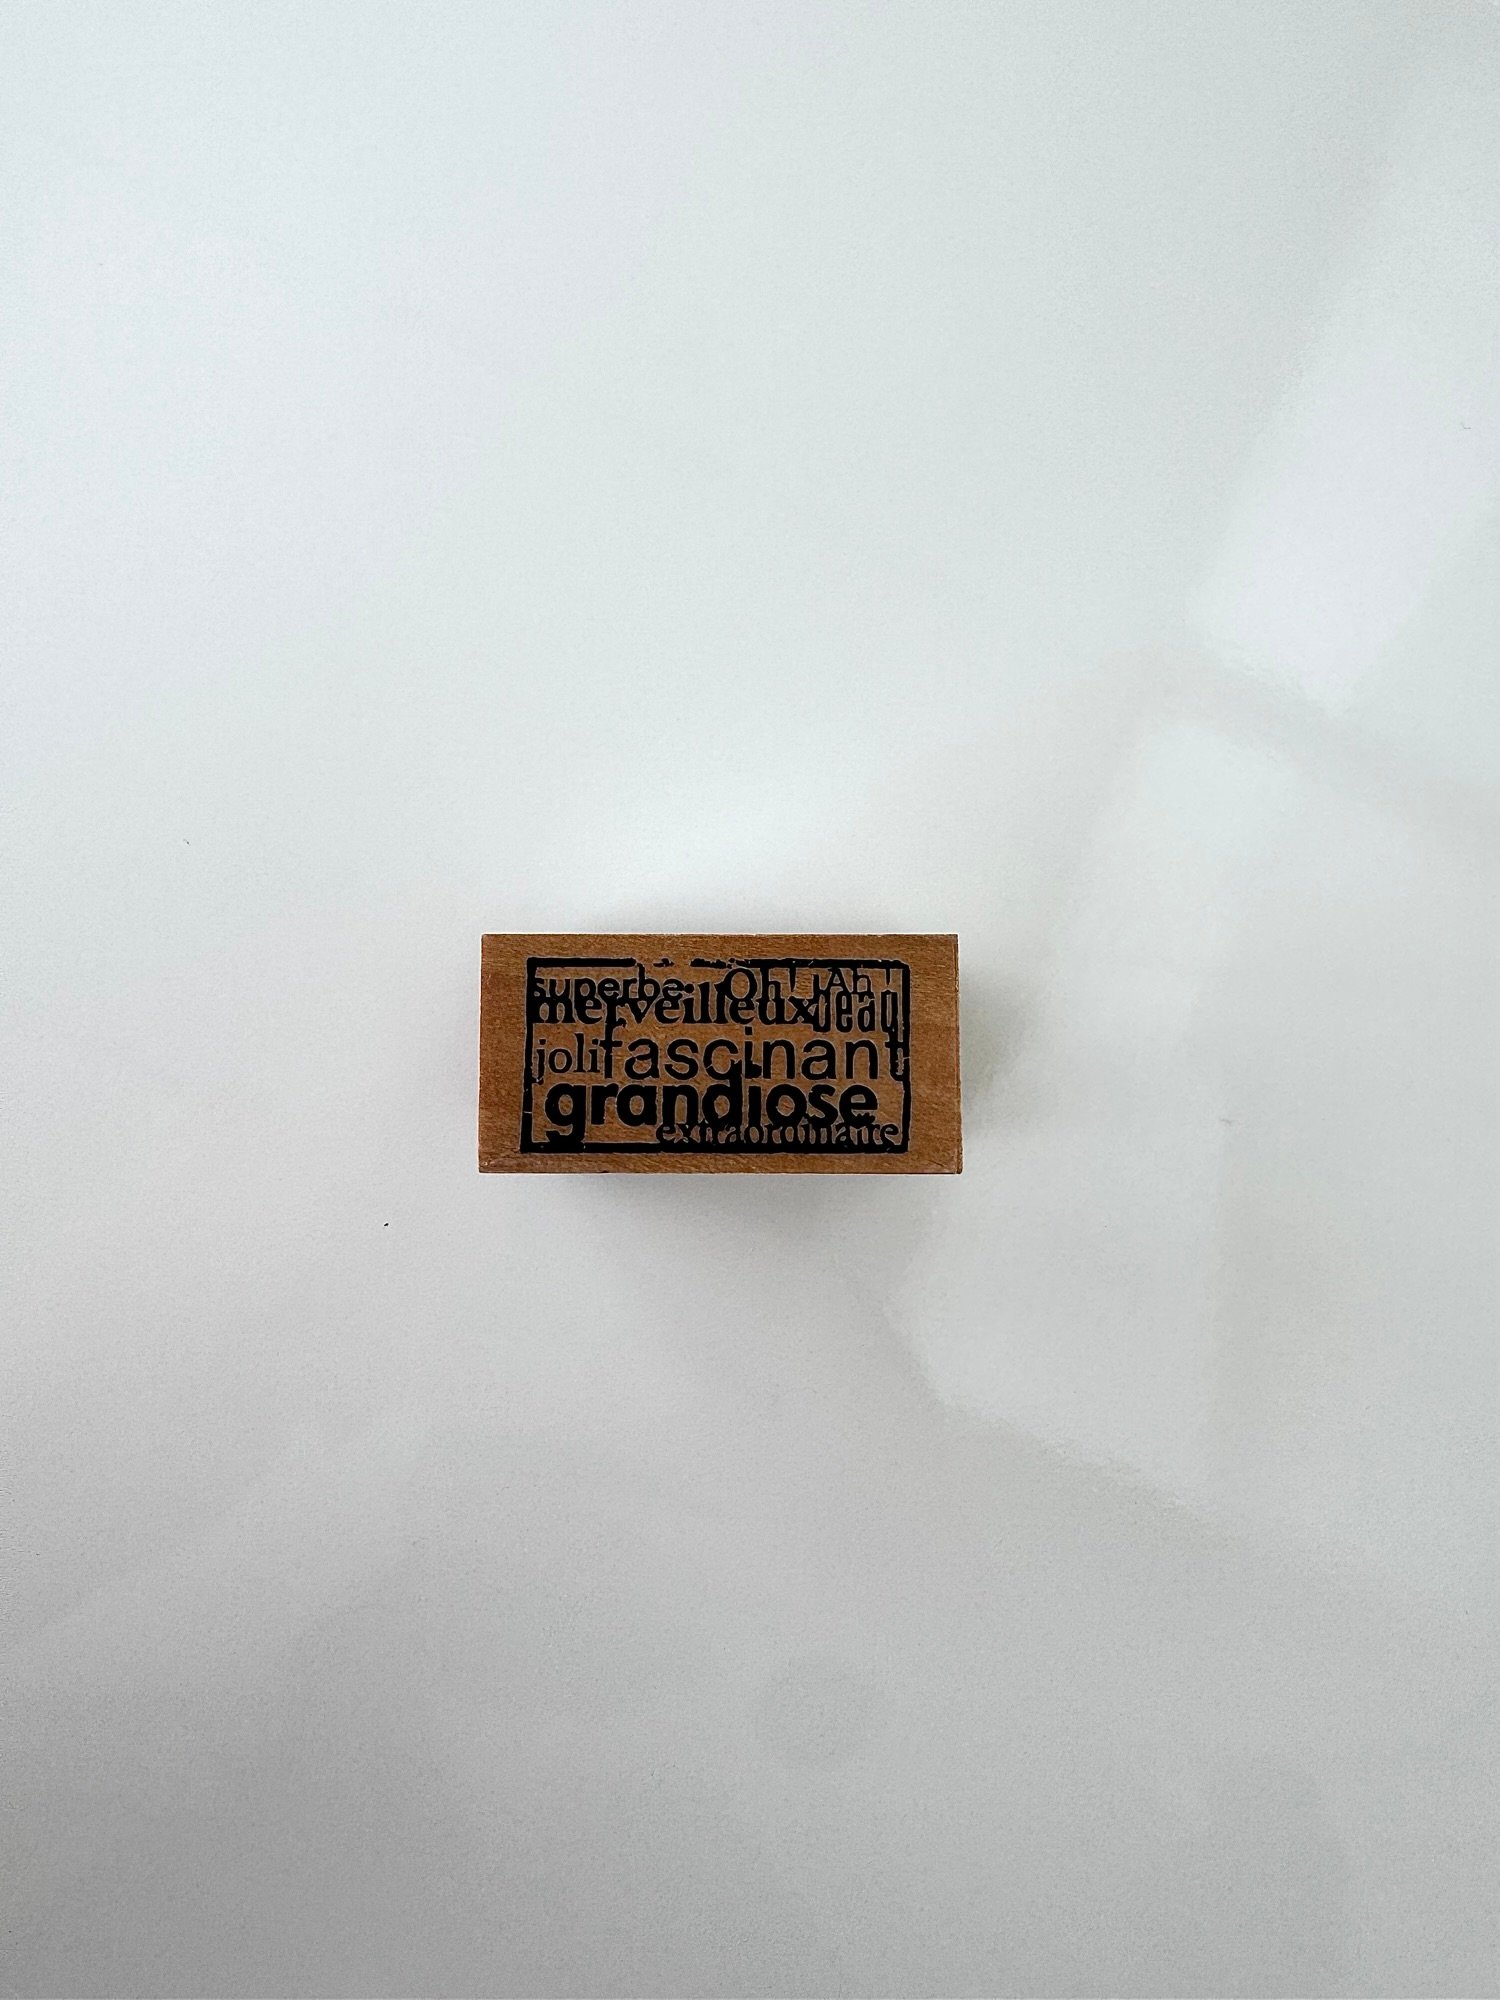 superbe Oh! Ah!
merveilleux beau
joli fascinant
grandiose
extraordinaire